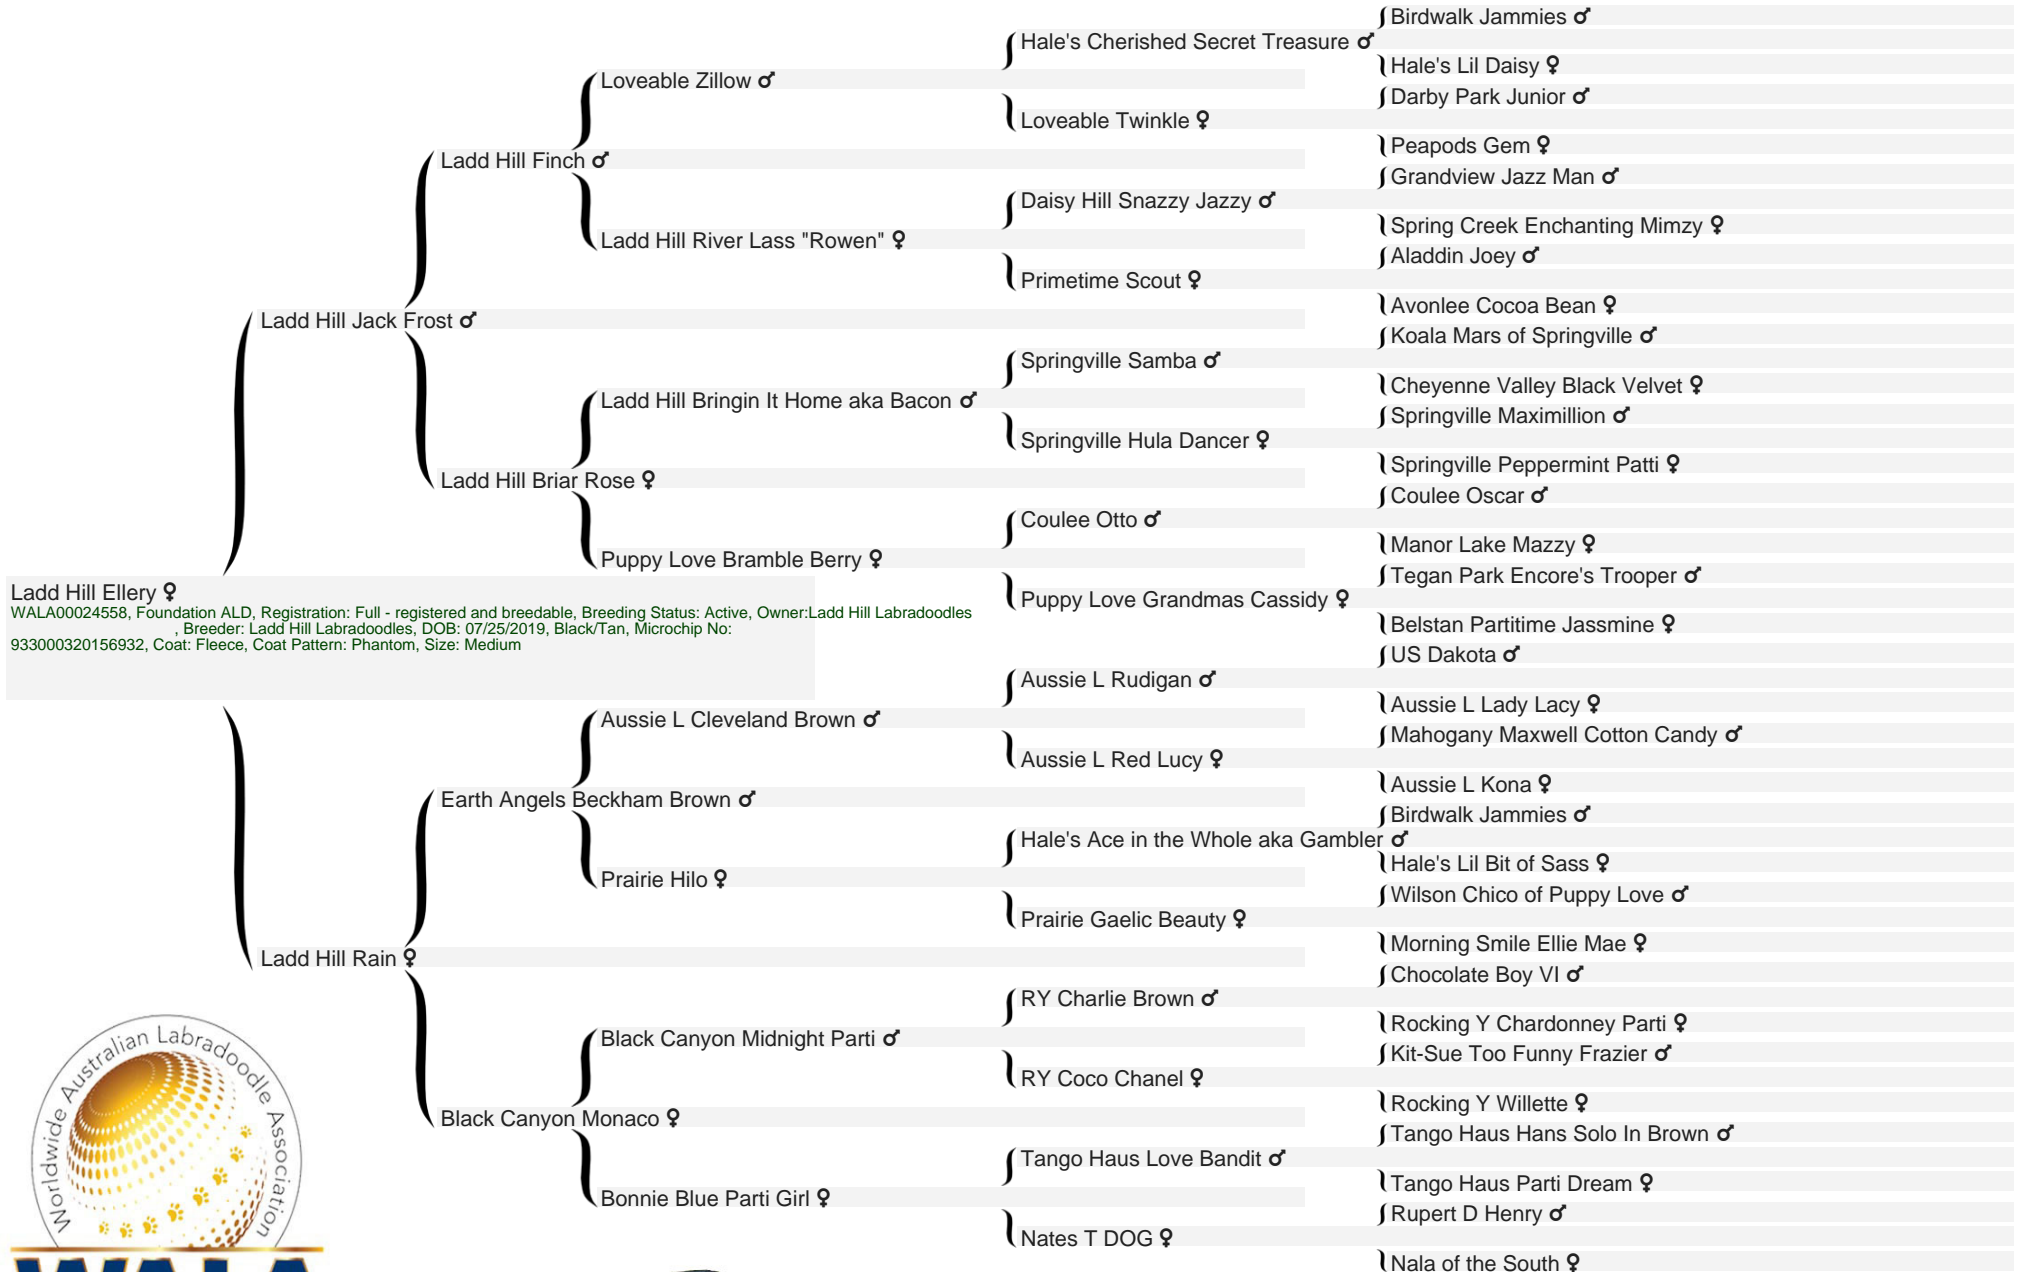 Birdwalk Jammies ♂
Hale's Cherished Secret Treasure ♂
Hale's Lil Daisy ♀
Loveable Zillow ♂
Darby Park Junior ♂
Loveable Twinkle ♀
Peapods Gem ♀
Ladd Hill Finch ♂
Grandview Jazz Man ♂
Daisy Hill Snazzy Jazzy ♂
Spring Creek Enchanting Mimzy ♀
Ladd Hill River Lass "Rowen" ♀
Aladdin Joey ♂
Primetime Scout ♀
Avonlee Cocoa Bean ♀
Ladd Hill Jack Frost ♂
Koala Mars of Springville ♂
Springville Samba ♂
Cheyenne Valley Black Velvet ♀
Ladd Hill Bringin It Home aka Bacon ♂
Springville Maximillion ♂
Springville Hula Dancer ♀
Springville Peppermint Patti ♀
Ladd Hill Briar Rose ♀
Coulee Oscar ♂
Coulee Otto ♂
Manor Lake Mazzy ♀
Puppy Love Bramble Berry ♀
Tegan Park Encore's Trooper ♂
Puppy Love Grandmas Cassidy ♀
Belstan Partitime Jassmine ♀
Ladd Hill Ellery ♀
WALA00024558, Foundation ALD, Registration: Full - registered and breedable, Breeding Status: Active, Owner:Ladd Hill Labradoodles
, Breeder: Ladd Hill Labradoodles, DOB: 07/25/2019, Black/Tan, Microchip No:
933000320156932, Coat: Fleece, Coat Pattern: Phantom, Size: Medium
US Dakota ♂
Aussie L Rudigan ♂
Aussie L Lady Lacy ♀
Aussie L Cleveland Brown ♂
Mahogany Maxwell Cotton Candy ♂
Aussie L Red Lucy ♀
Aussie L Kona ♀
Earth Angels Beckham Brown ♂
Birdwalk Jammies ♂
Hale's Ace in the Whole aka Gambler ♂
Hale's Lil Bit of Sass ♀
Prairie Hilo ♀
Wilson Chico of Puppy Love ♂
Prairie Gaelic Beauty ♀
Morning Smile Ellie Mae ♀
Ladd Hill Rain ♀
Chocolate Boy VI ♂
RY Charlie Brown ♂
Rocking Y Chardonney Parti ♀
Black Canyon Midnight Parti ♂
Kit-Sue Too Funny Frazier ♂
RY Coco Chanel ♀
Rocking Y Willette ♀
Black Canyon Monaco ♀
Tango Haus Hans Solo In Brown ♂
Tango Haus Love Bandit ♂
Tango Haus Parti Dream ♀
Bonnie Blue Parti Girl ♀
Rupert D Henry ♂
Nates T DOG ♀
Nala of the South ♀
Worldwide Australian Labradoodle Association
WALA